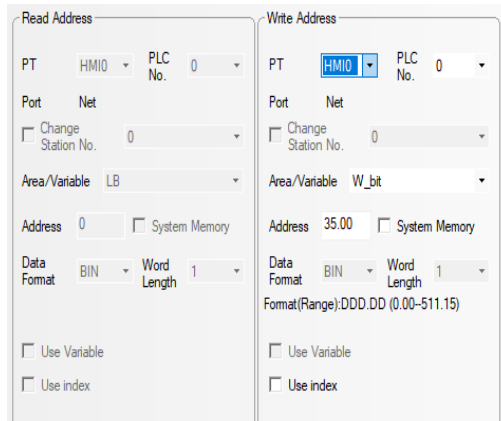 Read Address
PT HMI0 PLC No. 0
Port Net
Change Station No. 0
Area/Variable LB
Address 0 System Memory
Data Format BIN Word Length 1
Use Variable
Use index
Write Address
PT HMI0 PLC No. 0
Port Net
Change Station No. 0
Area/Variable W_bit
Address 35.00 System Memory
Data Format BIN Word Length 1
Format(Range):DDD.DD (0.00--511.15)
Use Variable
Use index